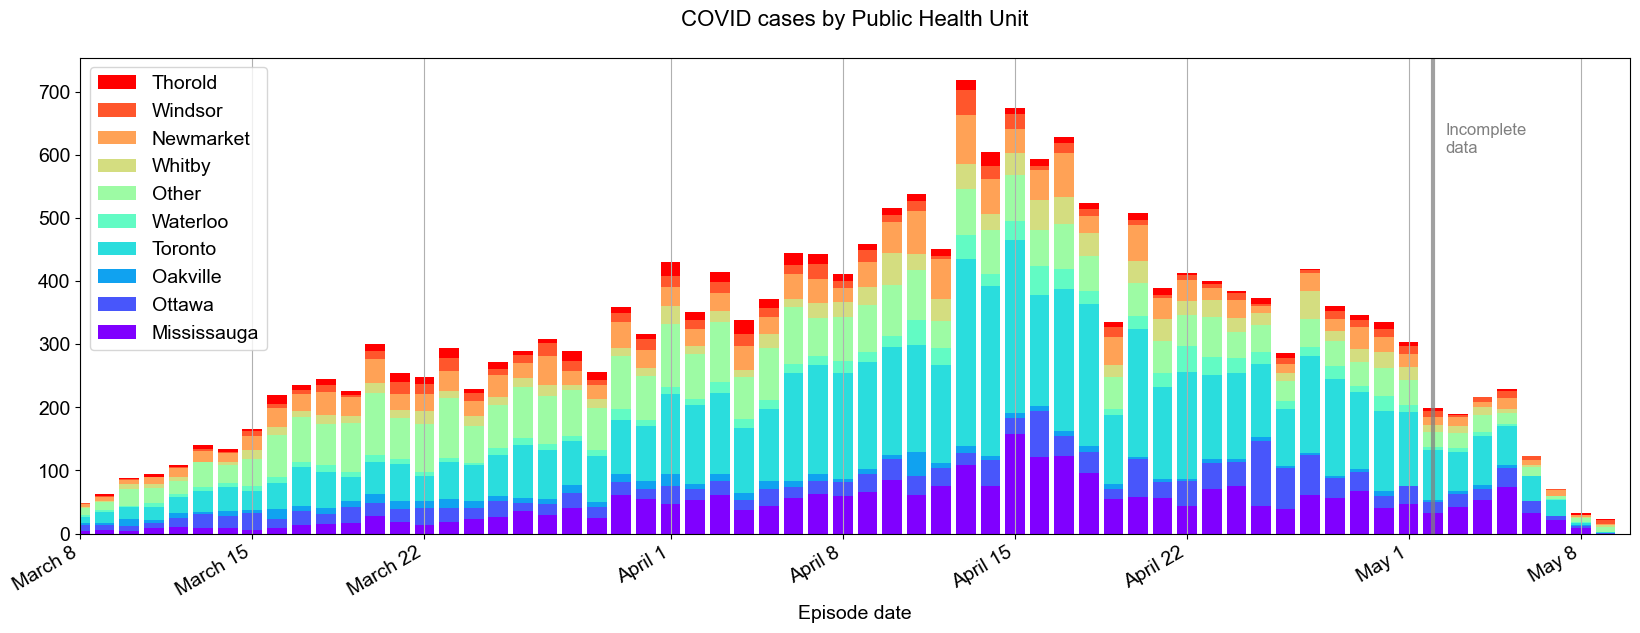 COVID cases by Public Health Unit
700
600
500
400
300
200
100
0
Thorold
Windsor
Newmarket
Whitby
Other
Waterloo
Toronto
Oakville
Ottawa
Mississauga
Incomplete
data
March 8
March 15
March 22
April 1
April 8
April 15
April 22
May 1
May 8
Episode date